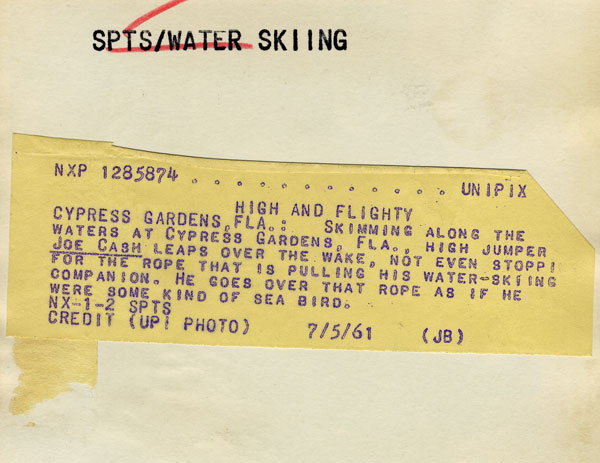 SPTS/WATER SKIING
NXP 1285874 . . . . . . . . . . . . . UNIPIX
HIGH AND FLIGHTY
CYPRESS GARDENS, FLA.: SKIMMING ALONG THE
WATERS AT CYPRESS GARDENS, FLA., HIGH JUMPER
JOE CASH LEAPS OVER THE WAKE, NOT EVEN STOPPI
FOR THE ROPE THAT IS PULLING HIS WATER-SKIING
COMPANION. HE GOES OVER THAT ROPE AS IF HE
WERE SOME KIND OF SEA BIRD.
NX-1-2 SPTS
CREDIT (UPI PHOTO) 7/5/61 (JB)